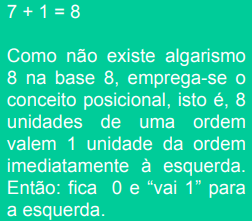 7 + 1 = 8
Como não existe algarismo
8 na base 8, emprega-se o
conceito posicional, isto é, 8
unidades de uma ordem
valem 1 unidade da ordem
imediatamente à esquerda.
Então: fica 0 e “vai 1” para
a esquerda.